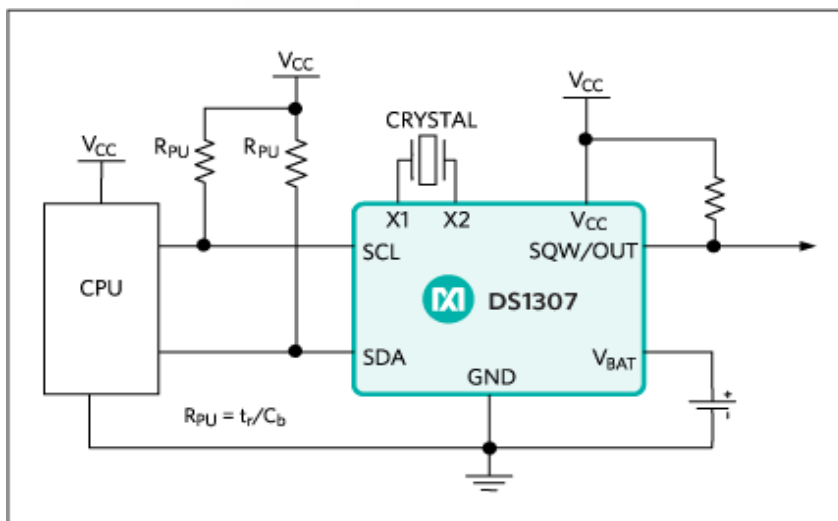 V_CC
V_CC
CRYSTAL
R_PU
R_PU
V_CC
X1
X2
V_CC
SCL
SQW/OUT
CPU
DS1307
SDA
V_BAT
GND
+
-
R_PU = t_r/C_b